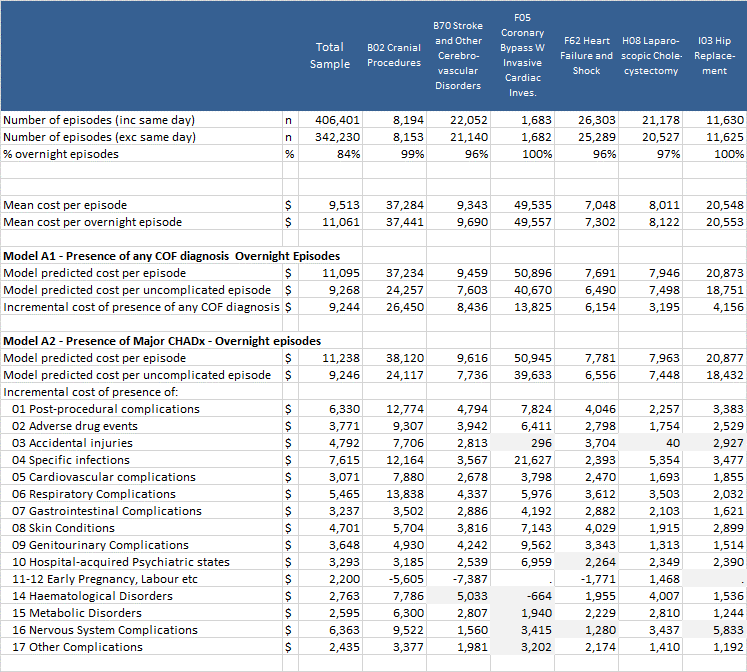 Total Sample B02 Cranial Procedures B70 Stroke and Other Cerebro-vascular Disorders F05 Coronary Bypass W Invasive Cardiac Inves. F62 Heart Failure and Shock H08 Laparo-scopic Chole-cystectomy I03 Hip Replace-ment
Number of episodes (inc same day) n 406,401 8,194 22,052 1,683 26,303 21,178 11,630
Number of episodes (exc same day) n 342,230 8,153 21,140 1,682 25,289 20,527 11,625
% overnight episodes % 84% 99% 96% 100% 96% 97% 100%
Mean cost per episode $ 9,513 37,284 9,343 49,535 7,048 8,011 20,548
Mean cost per overnight episode $ 11,061 37,441 9,690 49,557 7,302 8,122 20,553
Model A1 - Presence of any COF diagnosis Overnight Episodes
Model predicted cost per episode $ 11,095 37,234 9,459 50,896 7,691 7,946 20,873
Model predicted cost per uncomplicated episode $ 9,268 24,257 7,603 40,670 6,490 7,498 18,751
Incremental cost of presence of any COF diagnosis $ 9,244 26,450 8,436 13,825 6,154 3,195 4,156
Model A2 - Presence of Major CHADx - Overnight episodes
Model predicted cost per episode $ 11,238 38,120 9,616 50,945 7,781 7,963 20,877
Model predicted cost per uncomplicated episode $ 9,246 24,117 7,736 39,633 6,556 7,448 18,432
Incremental cost of presence of:
01 Post-procedural complications $ 6,330 12,774 4,794 7,824 4,046 2,257 3,383
02 Adverse drug events $ 3,771 9,307 3,942 6,411 2,798 1,754 2,529
03 Accidental injuries $ 4,792 7,706 2,813 296 3,704 40 2,927
04 Specific infections $ 7,615 12,164 3,567 21,627 2,393 5,354 3,477
05 Cardiovascular complications $ 3,071 7,880 2,678 3,798 2,470 1,693 1,855
06 Respiratory Complications $ 5,465 13,838 4,337 5,976 3,612 3,503 2,032
07 Gastrointestinal Complications $ 3,237 3,502 2,886 4,192 2,882 2,103 1,621
08 Skin Conditions $ 4,701 5,704 3,816 7,143 4,029 1,915 2,899
09 Genitourinary Complications $ 3,648 4,930 4,242 9,562 3,343 1,313 1,514
10 Hospital-acquired Psychiatric states $ 3,293 3,185 2,539 6,959 2,264 2,349 2,390
11-12 Early Pregnancy, Labour etc $ 2,200 -5,605 -7,387 . -1,771 1,468 .
14 Haematological Disorders $ 2,763 7,786 5,033 -664 1,955 4,007 1,536
15 Metabolic Disorders $ 2,595 6,300 2,807 1,940 2,229 2,810 1,244
16 Nervous System Complications $ 6,363 9,522 1,560 3,415 1,280 3,437 5,833
17 Other Complications $ 2,435 3,377 1,981 3,202 2,174 1,410 1,192